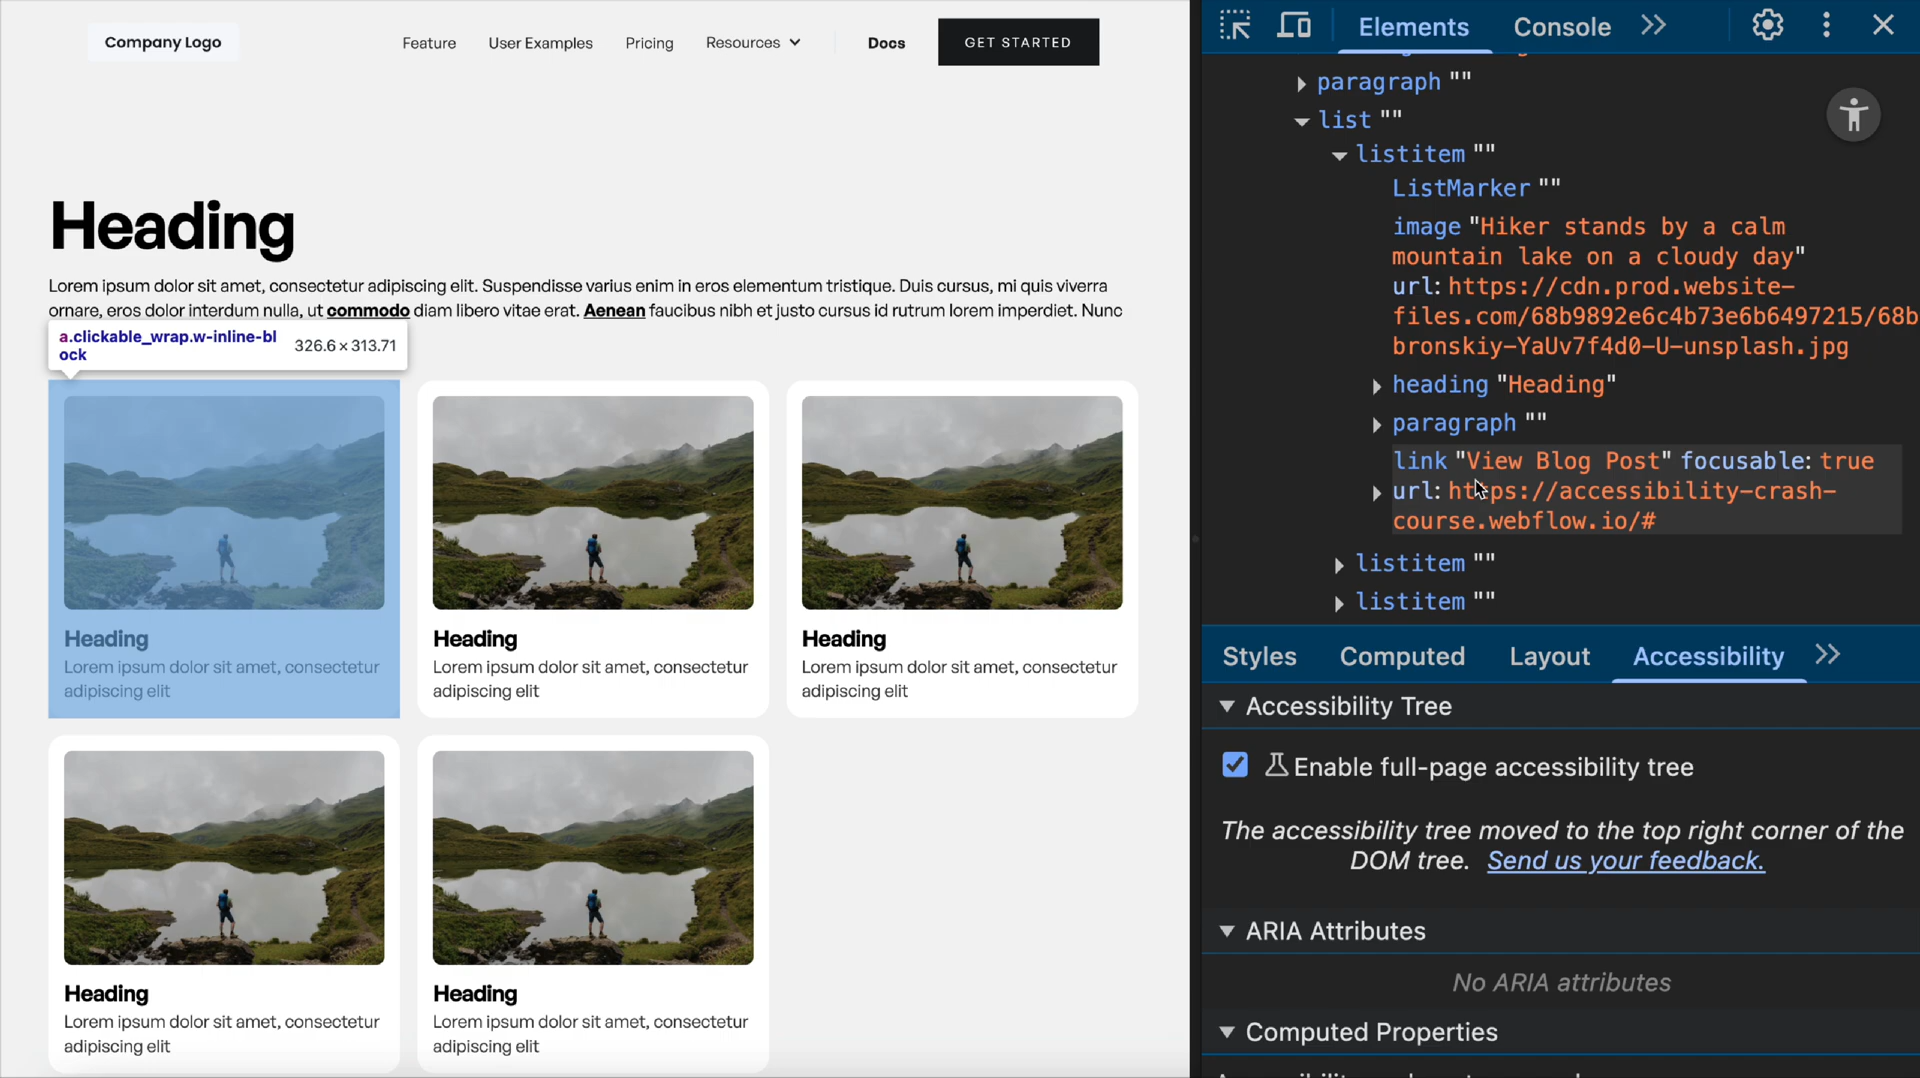 Company Logo
Feature
User Examples
Pricing
Resources
Docs
GET STARTED
Heading
Lorem ipsum dolor sit amet, consectetur adipiscing elit. Suspendisse varius enim in eros elementum tristique. Duis cursus, mi quis viverra
ornare, eros dolor interdum nulla, ut commodo diam libero vitae erat. Aenean faucibus nibh et justo cursus id rutrum lorem imperdiet. Nunc
a.clickable_wrap.w-inline-bl
ock
326.6 × 313.71
Heading
Lorem ipsum dolor sit amet, consectetur
adipiscing elit
Heading
Lorem ipsum dolor sit amet, consectetur
adipiscing elit
Heading
Lorem ipsum dolor sit amet, consectetur
adipiscing elit
Heading
Lorem ipsum dolor sit amet, consectetur
adipiscing elit
Heading
Lorem ipsum dolor sit amet, consectetur
adipiscing elit
Elements
Console
paragraph ""
list ""
listitem ""
ListMarker ""
image "Hiker stands by a calm
mountain lake on a cloudy day"
url: https://cdn.prod.website-
files.com/68b9892e6c4b73e6b6497215/68b
bronskiy-YaUv7f4d0-U-unsplash.jpg
heading "Heading"
paragraph ""
link "View Blog Post" focusable: true
url: https://accessibility-crash-
course.webflow.io/#
listitem ""
listitem ""
Styles
Computed
Layout
Accessibility
Accessibility Tree
Enable full-page accessibility tree
The accessibility tree moved to the top right corner of the
DOM tree. Send us your feedback.
ARIA Attributes
No ARIA attributes
Computed Properties